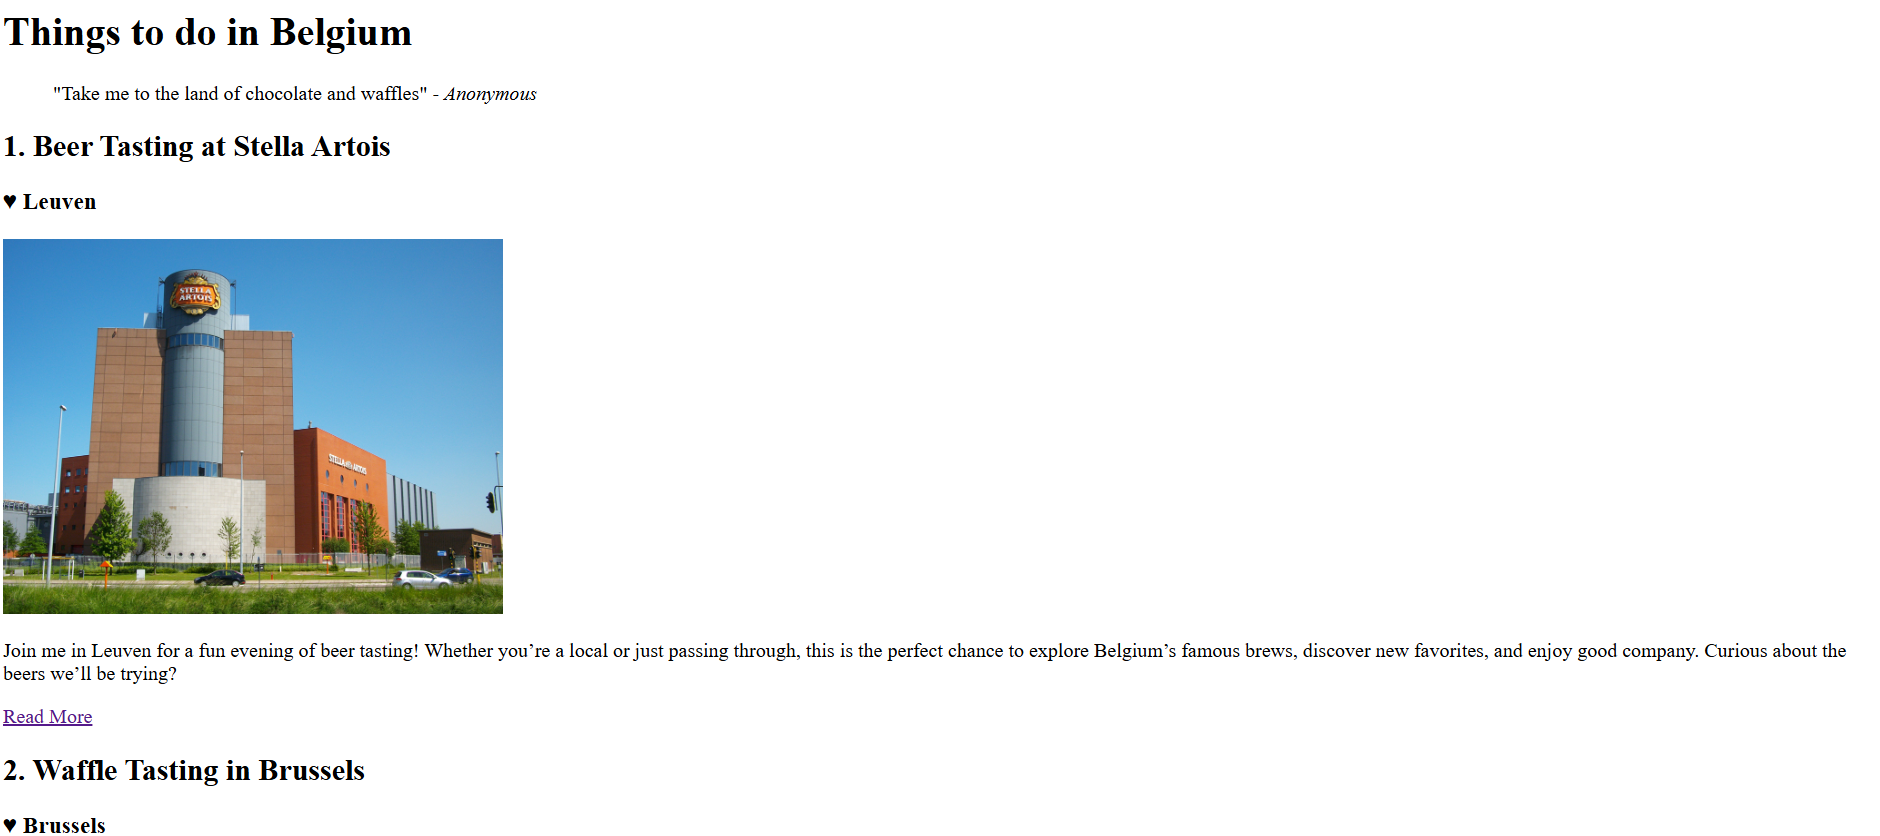 Things to do in Belgium
"Take me to the land of chocolate and waffles" - Anonymous
1. Beer Tasting at Stella Artois
♥ Leuven
STELLA
ARTOIS
STELLA ARTOIS
Join me in Leuven for a fun evening of beer tasting! Whether you’re a local or just passing through, this is the perfect chance to explore Belgium’s famous brews, discover new favorites, and enjoy good company. Curious about the
beers we’ll be trying?
Read More
2. Waffle Tasting in Brussels
♥ Brussels